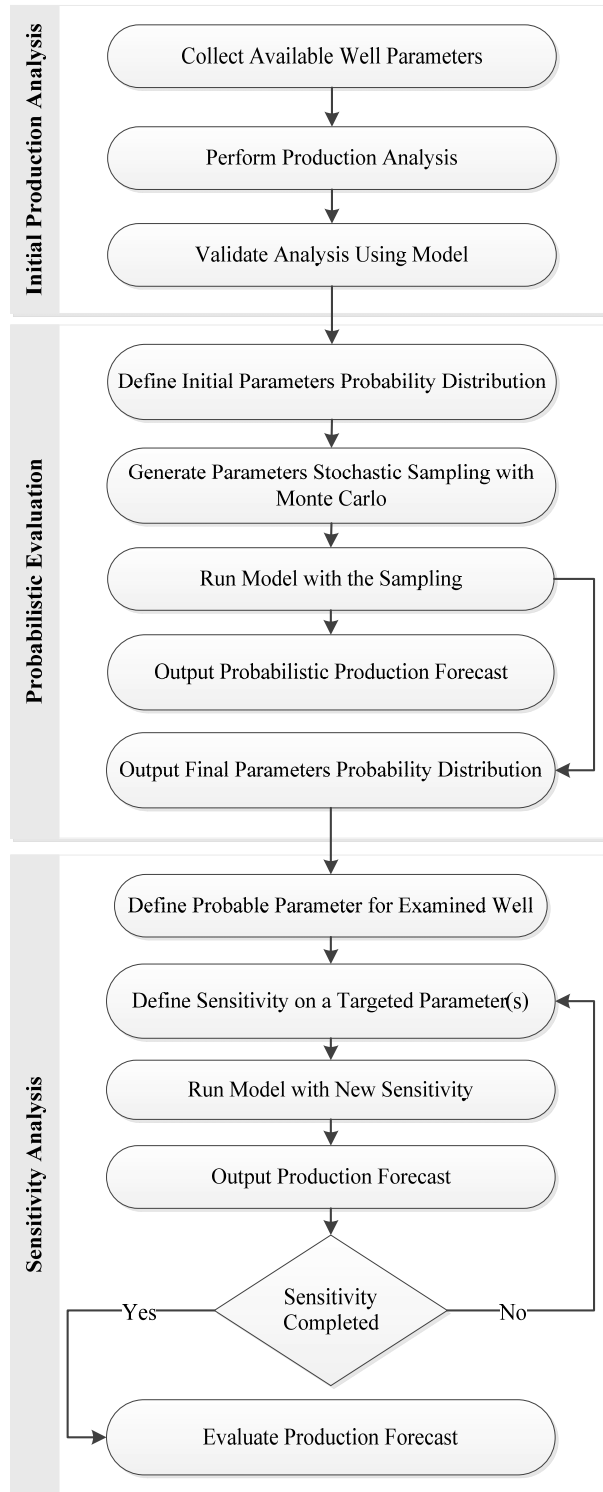 Initial Production Analysis
Collect Available Well Parameters
Perform Production Analysis
Validate Analysis Using Model
Probabilistic Evaluation
Define Initial Parameters Probability Distribution
Generate Parameters Stochastic Sampling with
Monte Carlo
Run Model with the Sampling
Output Probabilistic Production Forecast
Output Final Parameters Probability Distribution
Sensitivity Analysis
Define Probable Parameter for Examined Well
Define Sensitivity on a Targeted Parameter(s)
Run Model with New Sensitivity
Output Production Forecast
Sensitivity
Completed
Yes
No
Evaluate Production Forecast